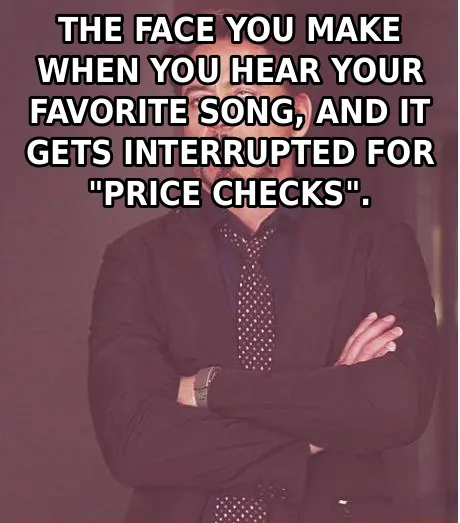 THE FACE YOU MAKE
WHEN YOU HEAR YOUR
FAVORITE SONG, AND IT
GETS INTERRUPTED FOR
"PRICE CHECKS".